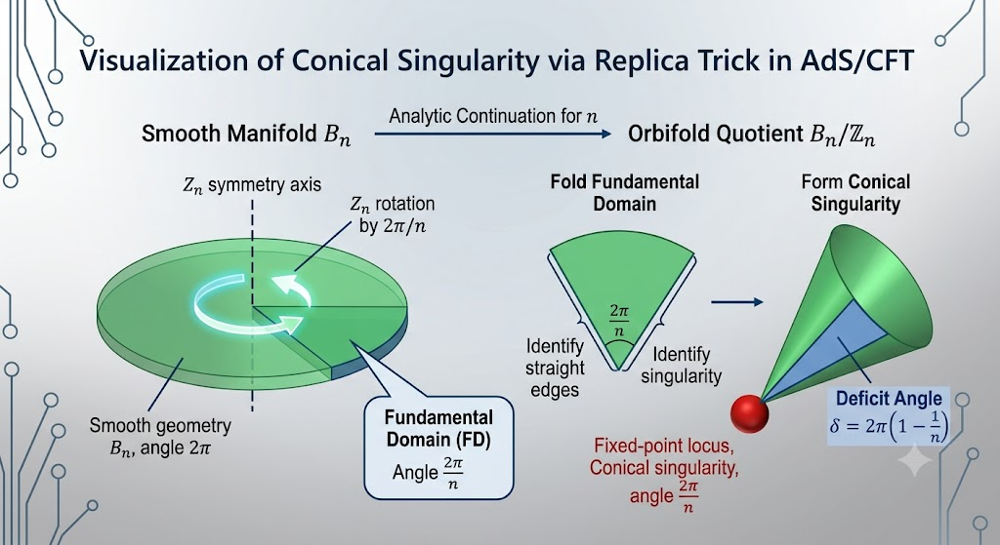 Visualization of Conical Singularity via Replica Trick in AdS/CFT
Smooth Manifold Bₙ
Analytic Continuation for n
Orbifold Quotient Bₙ/ℤₙ
Zₙ symmetry axis
Zₙ rotation
by 2π/n
Smooth geometry
Bₙ, angle 2π
Fundamental
Domain (FD)
Angle 2π/n
Fold Fundamental
Domain
2π/n
Identify
straight
edges
Identify
singularity
Form Conical
Singularity
Fixed-point locus,
Conical singularity,
angle 2π/n
Deficit Angle
δ = 2π(1 − 1/n)